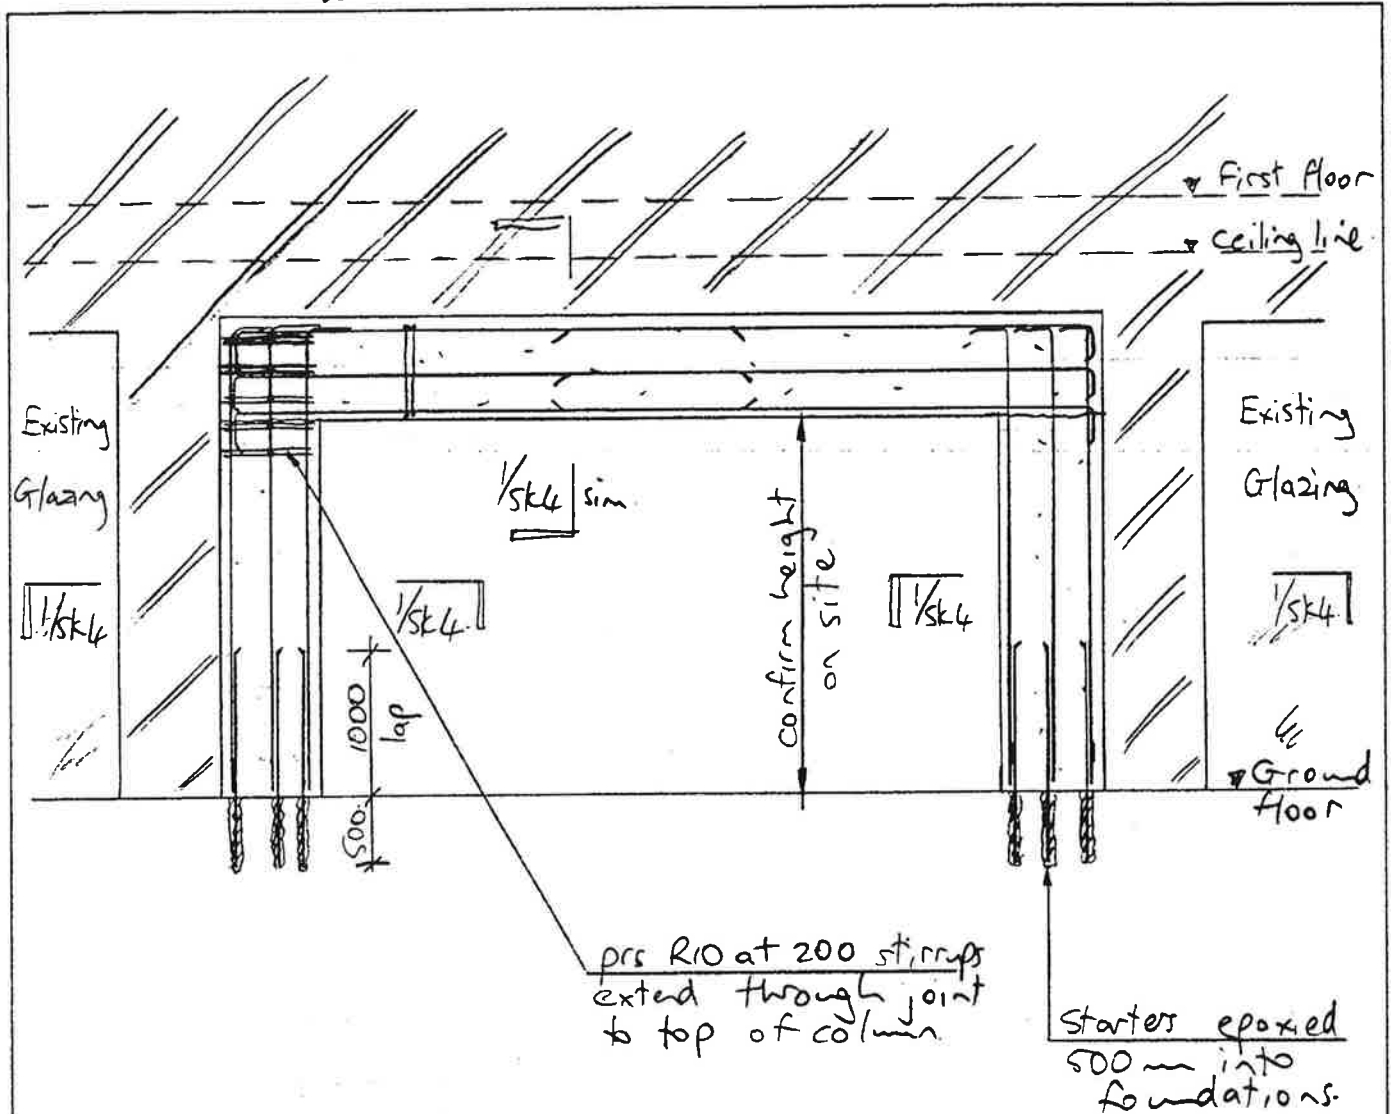 First floor
ceiling line
Existing
Glazing
Existing
Glazing
1/SK4 sim
confirm height
on site
1/SK4
1/SK4
1/SK4
1/SK4
1000
lap
500
Ground
floor
prs R10 at 200 stirrups
extend through joint
to top of column
Starters epoxied
500mm into
foundations.